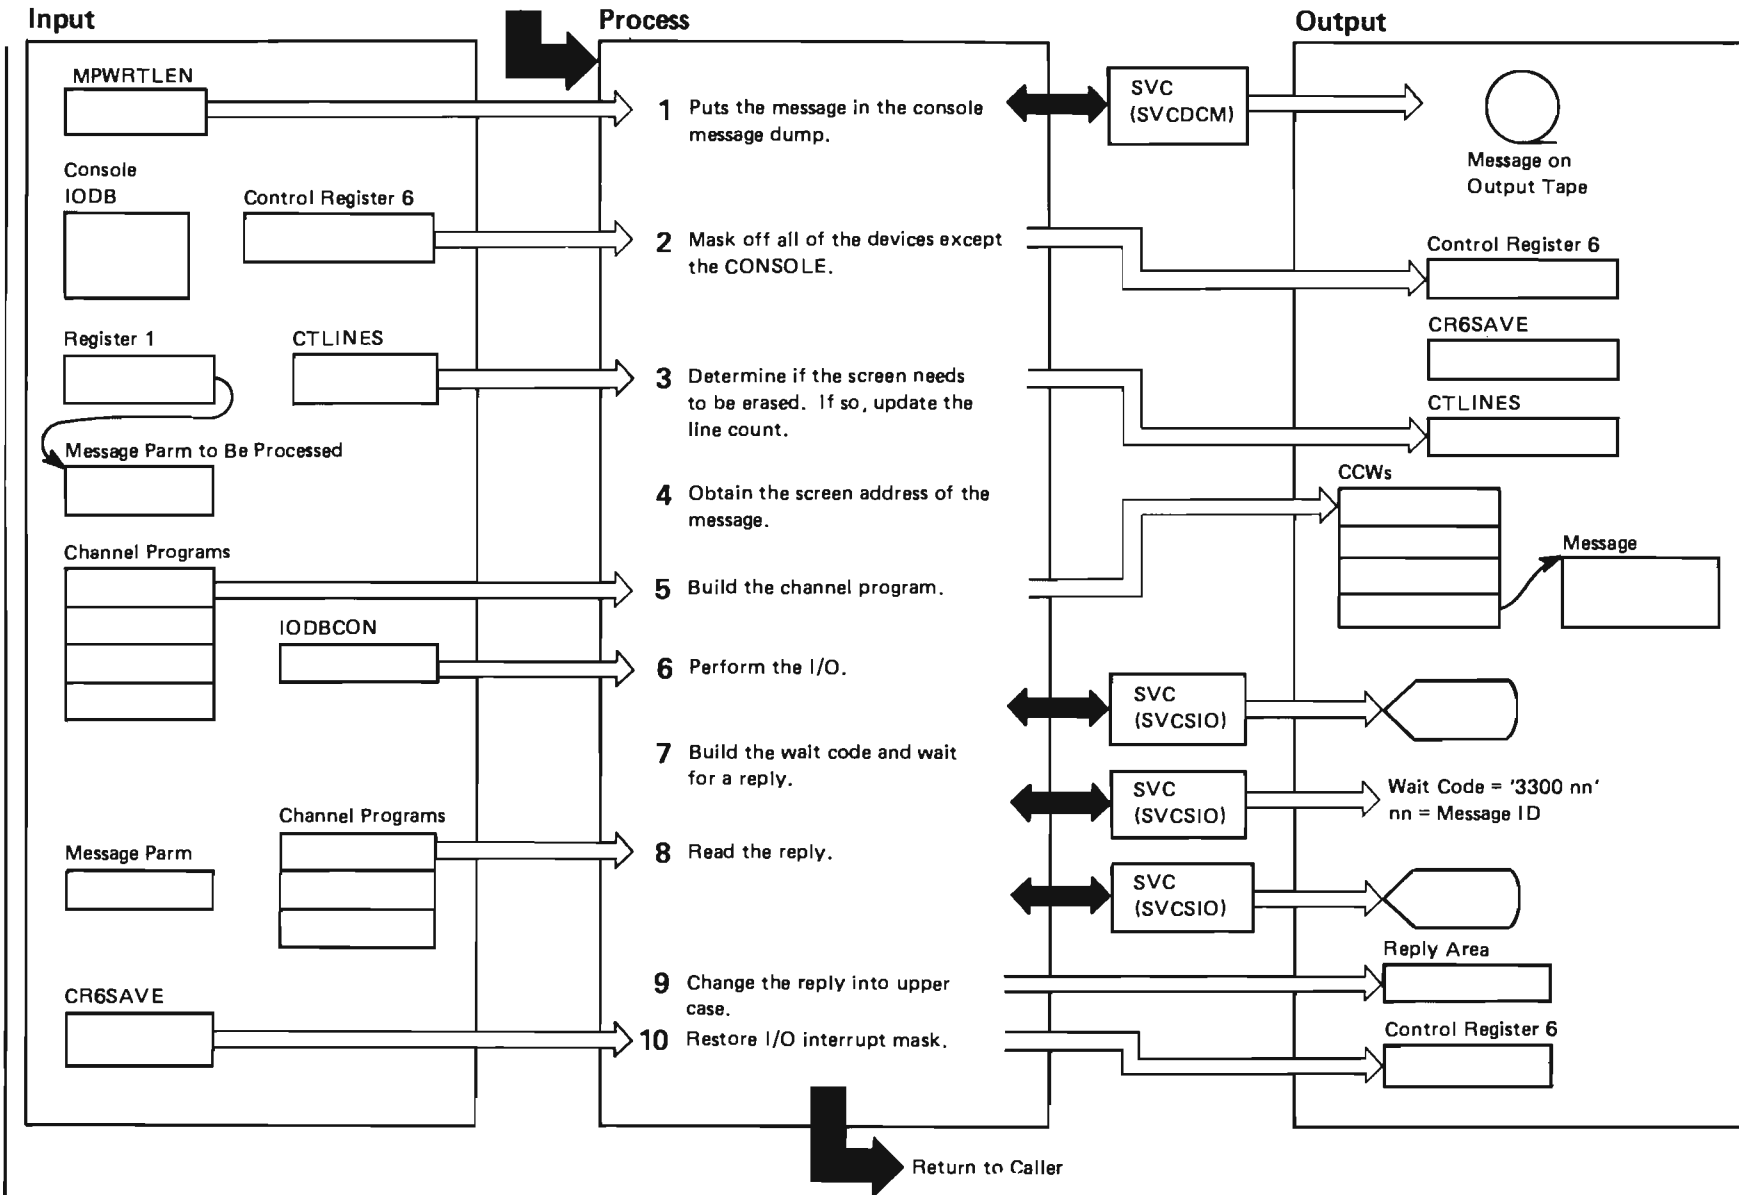 Input
Process
Output
MPWRTLEN
1 Puts the message in the console
message dump.
SVC
(SVCDCM)
Message on
Output Tape
Console
IODB
Control Register 6
2 Mask off all of the devices except
the CONSOLE.
Control Register 6
CR6SAVE
Register 1
CTLINES
3 Determine if the screen needs
to be erased. If so, update the
line count.
CTLINES
Message Parm to Be Processed
4 Obtain the screen address of the
message.
CCWs
Message
Channel Programs
5 Build the channel program.
IODBCON
6 Perform the I/O.
SVC
(SVCSIO)
7 Build the wait code and wait
for a reply.
SVC
(SVCSIO)
Wait Code = '3300 nn'
nn = Message ID
Channel Programs
Message Parm
8 Read the reply.
SVC
(SVCSIO)
9 Change the reply into upper
case.
Reply Area
CR6SAVE
10 Restore I/O interrupt mask.
Control Register 6
Return to Caller